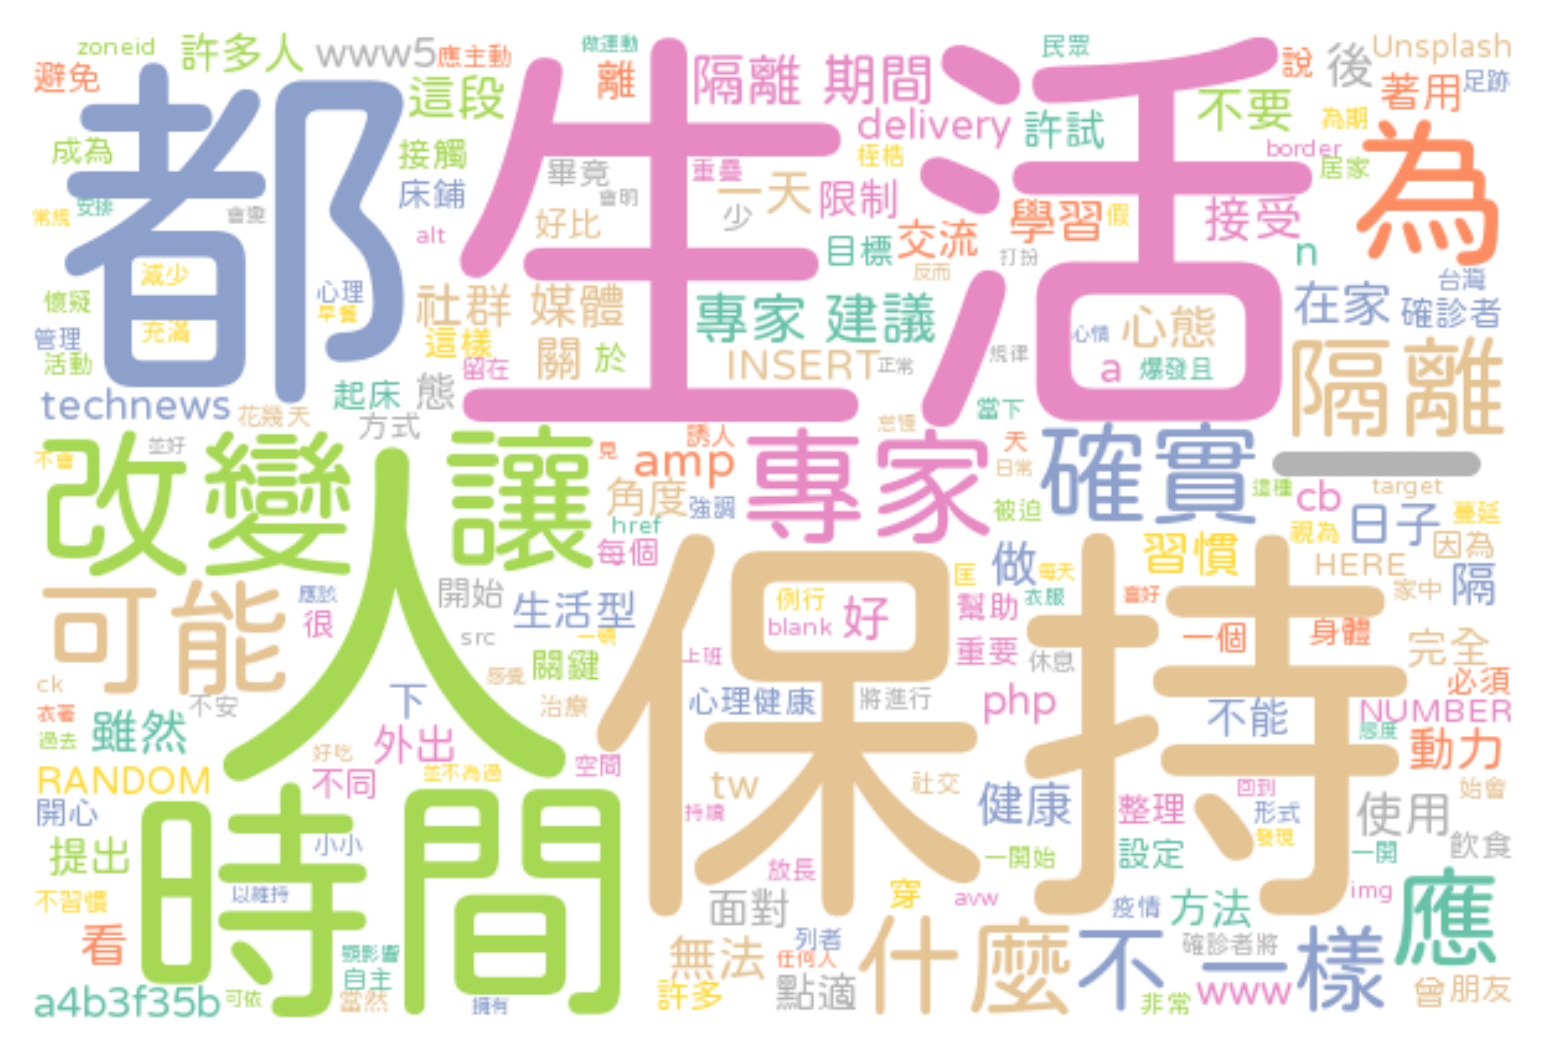 zoneid
許多人
www5
應主動
做運動
民眾
說
後
Unsplash
避免
離
隔離 期間
生活
足跡
都
這段
不要
著用
為期
delivery
許試
成為
接觸
畢竟
重疊
桎梏
border
居家
為
床鋪
會明
一天
限制
學習
假
接受
常規
安排
會變
alt
好比
少
目標
交流
打扮
n
反而
減少
心理
早餐
社群 媒體
專家 建議
心情
心態
在家
台灣
確診者
懷疑
管理
充滿
活動
這樣
留在
關
於
INSERT
正常
規律
a
爆發且
隔離
technews
花幾天
起床
態
方式
當下
怠慢
改變
並好
不會
人
讓
見
誘人
amp
專家
天
日常
確實
一
target
這種
cb
日子
蔓延
角度
強調
href
每個
被迫
視為
因為
習慣
HERE
可能
應該
很
開始
生活型
src
一頓
保持
匡
做
每天
例行
blank
好
幫助
衣服
喜好
一個
身體
家中
隔
完全
關鍵
感覺
上班
重要
休息
必須
ck
衣著
過去
雖然
不安
下
外出
治療
心理健康
將進行
php
不能
NUMBER
態度
動力
RANDOM
好吃
不同
並不為過
空間
tw
社交
回到
始會
開心
時間
小小
持續
健康
整理
形式
發現
使用
飲食
提出
放長
一開始
設定
一開
不習慣
以維持
面對
穿
avw
疫情
方法
img
應
看
顯影響
自主
無法
列者
任何人
什麼
不
確診者將
一樣
a4b3f35b
可依
當然
擁有
許多
點適
非常
www
曾
朋友